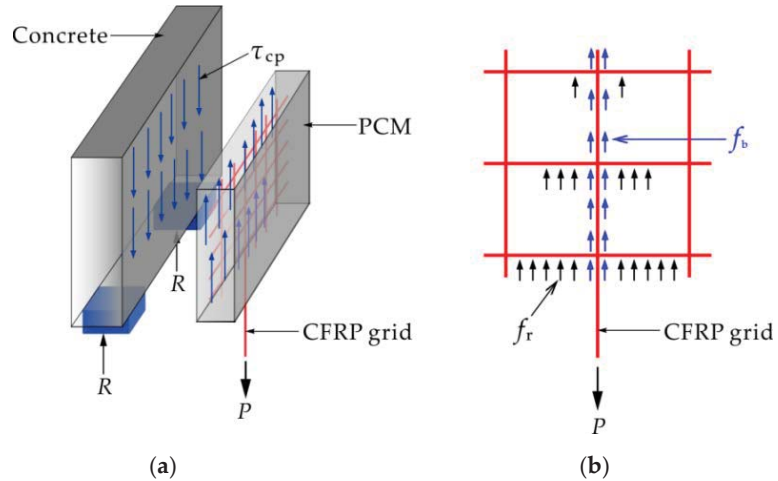 Concrete
τcp
PCM
R
R
CFRP grid
P
(a)
fb
fr
CFRP grid
P
(b)